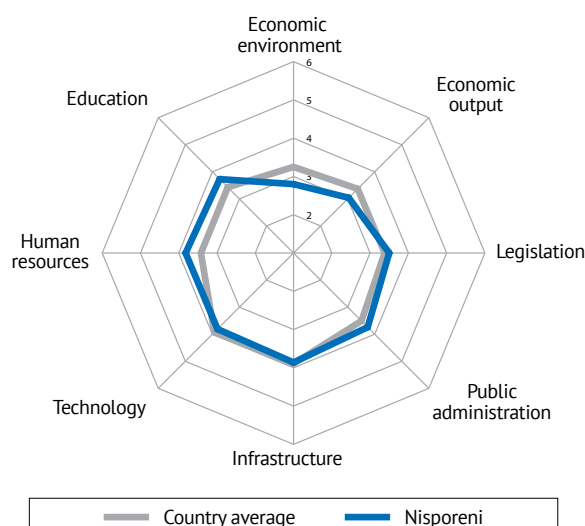 Economic
environment
6
Economic
output
Education
5
4
3
2
Human
resources
Legislation
Technology
Public
administration
Infrastructure
Country average
Nisporeni